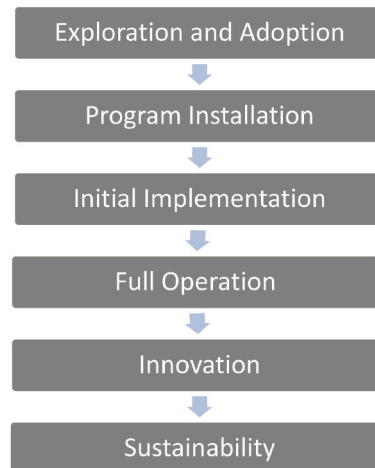 Exploration and Adoption
Program Installation
Initial Implementation
Full Operation
Innovation
Sustainability